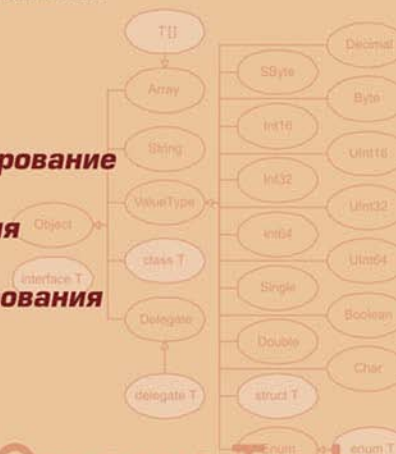 T[]
Decimal
SByte
Array
Byte
Int16
рование
String
UInt16
Int32
ValueType
UInt32
ия
Object
Int64
class T
UInt64
interface T
Single
ования
Delegate
Boolean
Double
Char
delegate T
struct T
Enum
enum T